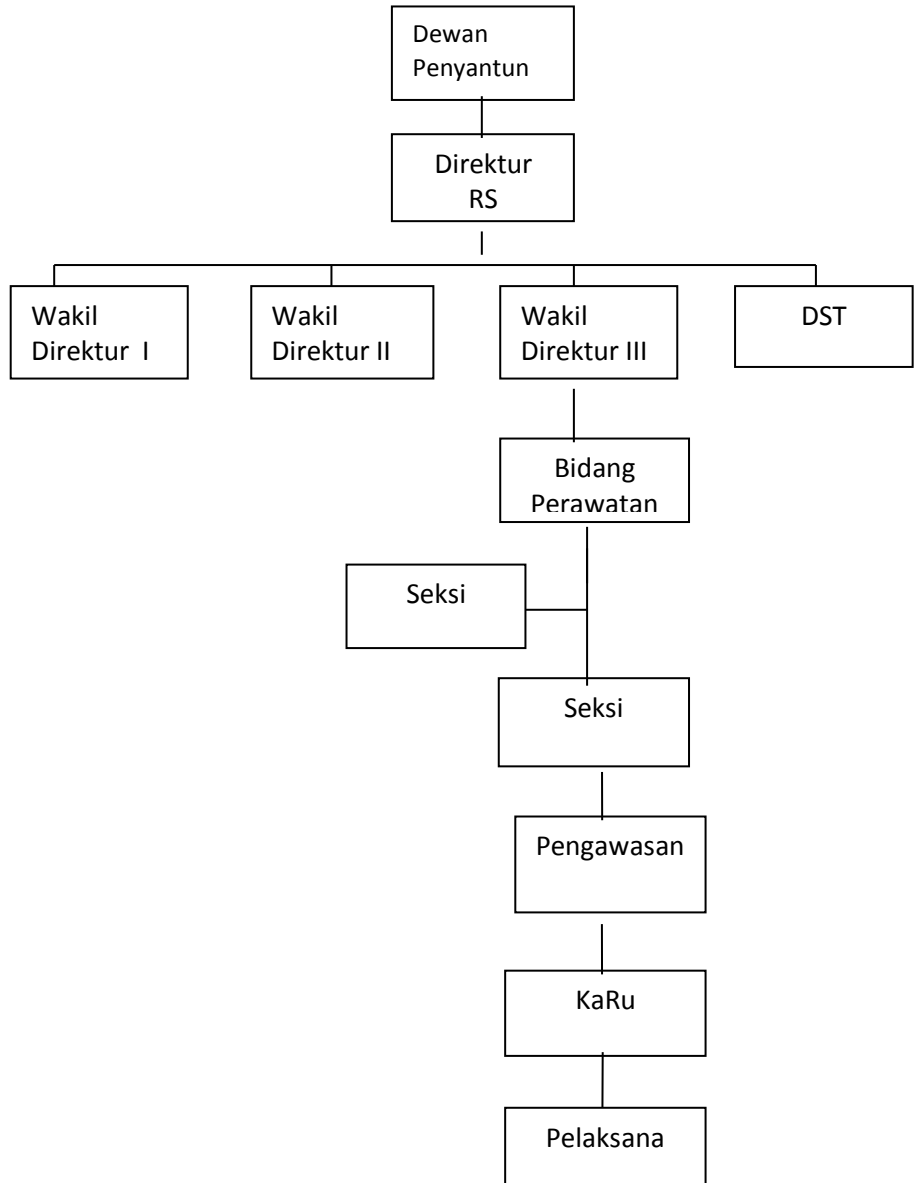 Dewan
Penyantun
Direktur
RS
Wakil
Direktur I
Wakil
Direktur II
Wakil
Direktur III
DST
Bidang
Perawatan
Seksi
Seksi
Pengawasan
KaRu
Pelaksana